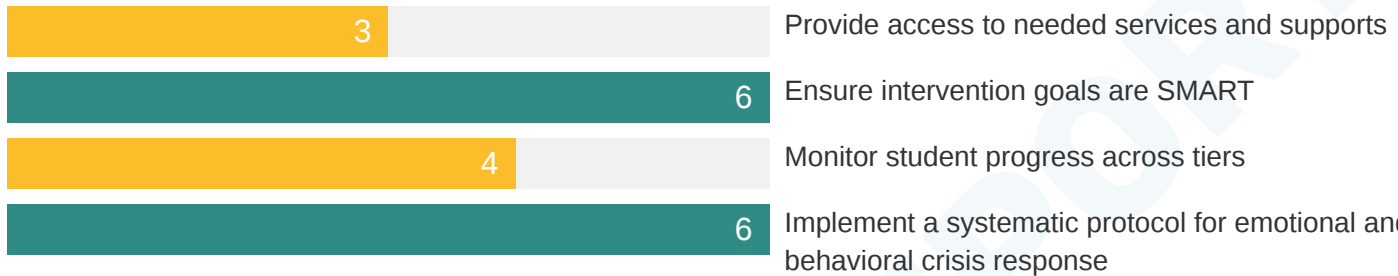 3 Provide access to needed services and supports
6 Ensure intervention goals are SMART
4 Monitor student progress across tiers
6 Implement a systematic protocol for emotional and
behavioral crisis response